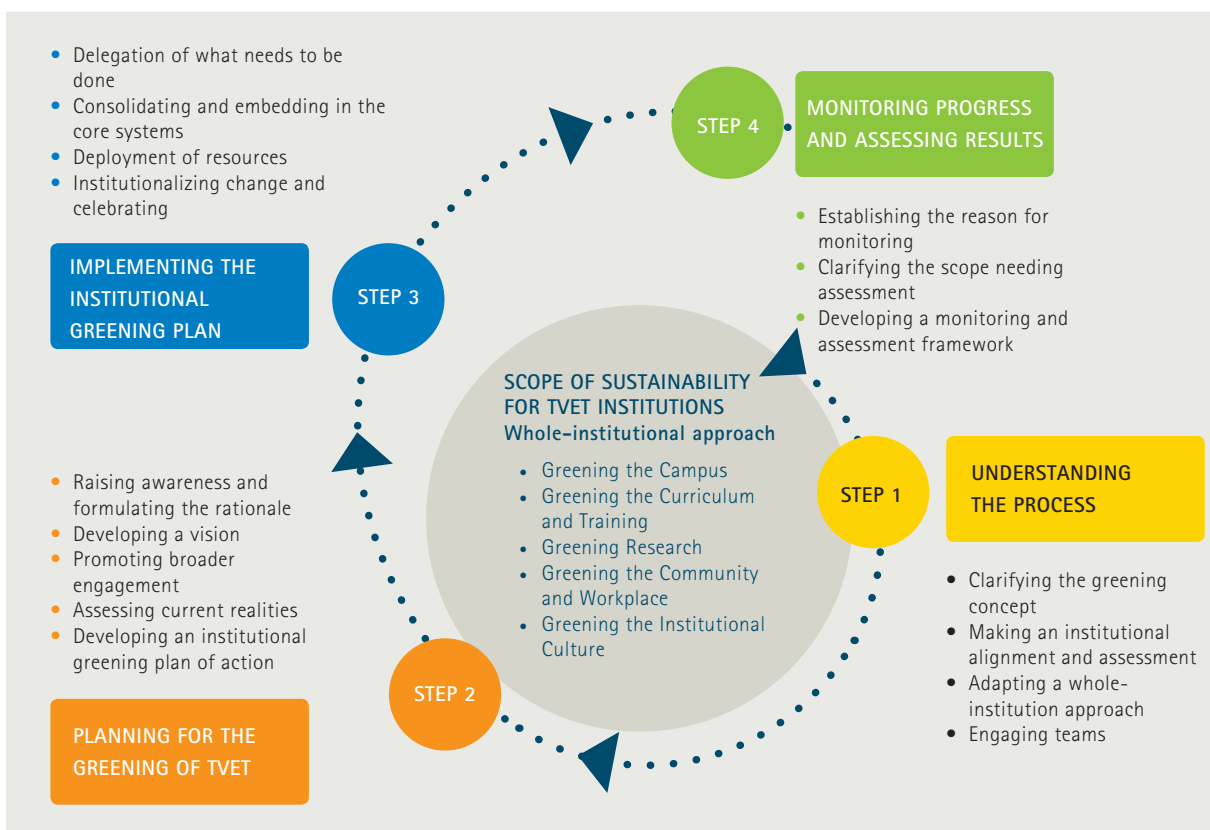 • Delegation of what needs to be
done
• Consolidating and embedding in the
core systems
• Deployment of resources
• Institutionalizing change and
celebrating
IMPLEMENTING THE
INSTITUTIONAL
GREENING PLAN
STEP 3
STEP 4
MONITORING PROGRESS
AND ASSESSING RESULTS
• Establishing the reason for
monitoring
• Clarifying the scope needing
assessment
• Developing a monitoring and
assessment framework
SCOPE OF SUSTAINABILITY
FOR TVET INSTITUTIONS
Whole-institutional approach
• Greening the Campus
• Greening the Curriculum
and Training
• Greening Research
• Greening the Community
and Workplace
• Greening the Institutional
Culture
STEP 1
UNDERSTANDING
THE PROCESS
• Clarifying the greening
concept
• Making an institutional
alignment and assessment
• Adapting a whole-
institution approach
• Engaging teams
• Raising awareness and
formulating the rationale
• Developing a vision
• Promoting broader
engagement
• Assessing current realities
• Developing an institutional
greening plan of action
STEP 2
PLANNING FOR THE
GREENING OF TVET